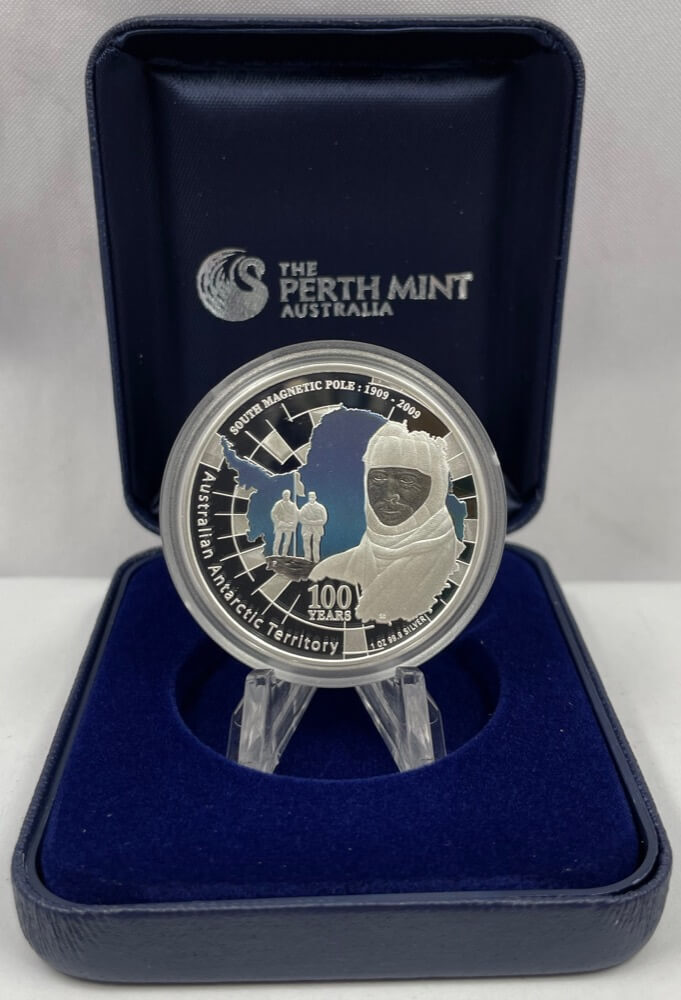 THE
PERTH MINT
AUSTRALIA
SOUTH MAGNETIC POLE : 1909 - 2009
Australian Antarctic Territory
100
YEARS
1 OZ 99.9 SILVER